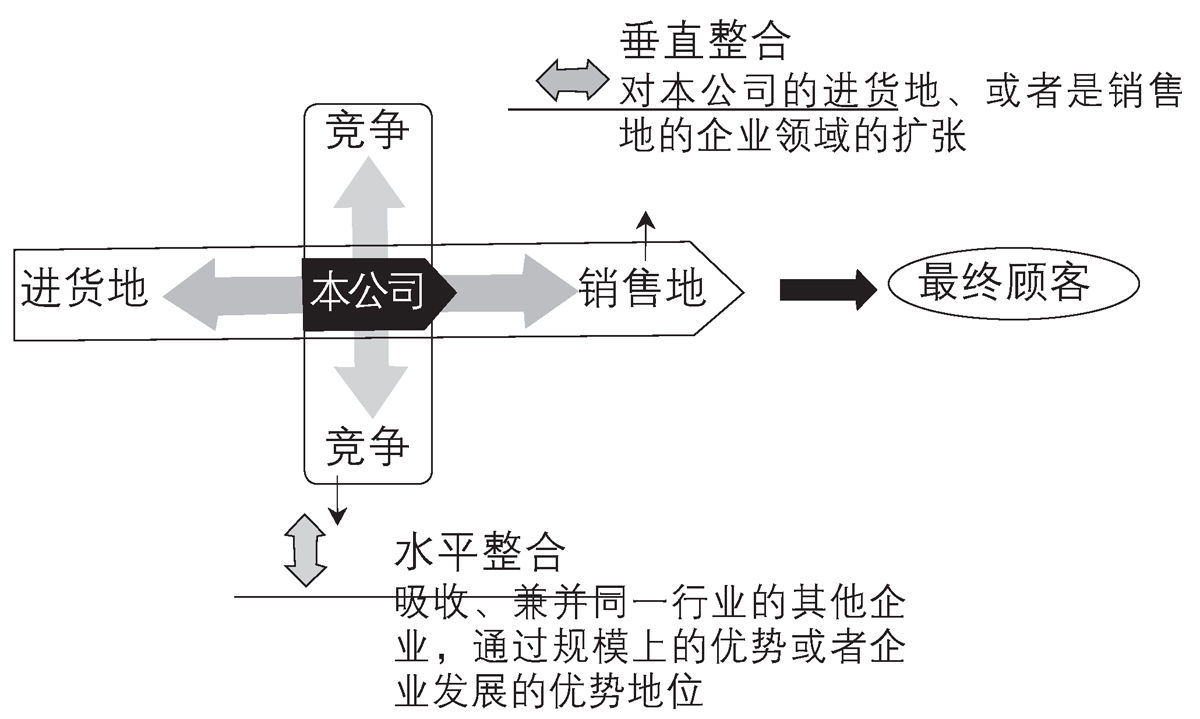 垂直整合
对本公司的进货地、或者是销售
地的企业领域的扩张
竞争
进货地
本公司
销售地
最终顾客
竞争
水平整合
吸收、兼并同一行业的其他企
业，通过规模上的优势或者企
业发展的优势地位